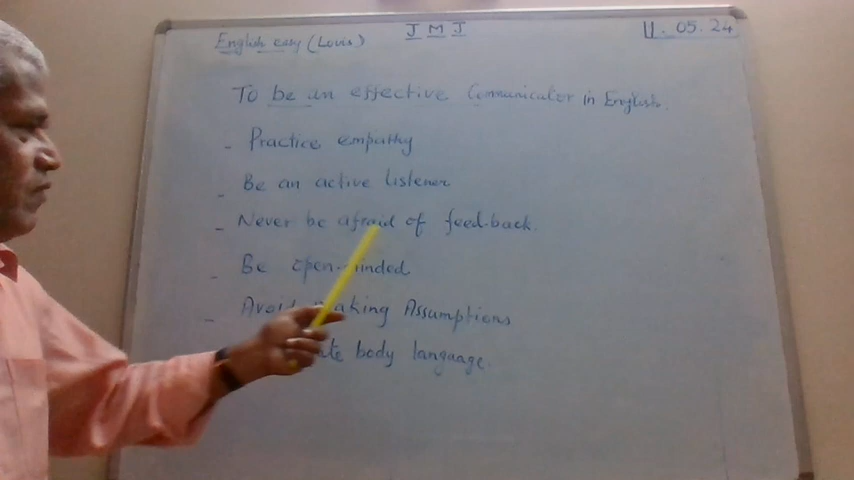 English easy (Louis) J M J 11.05.24
To be an effective Communicator in English.
- Practice empathy
- Be an active listener
- Never be afraid of feed-back.
- Be
- Avoid Assumptions
body language.